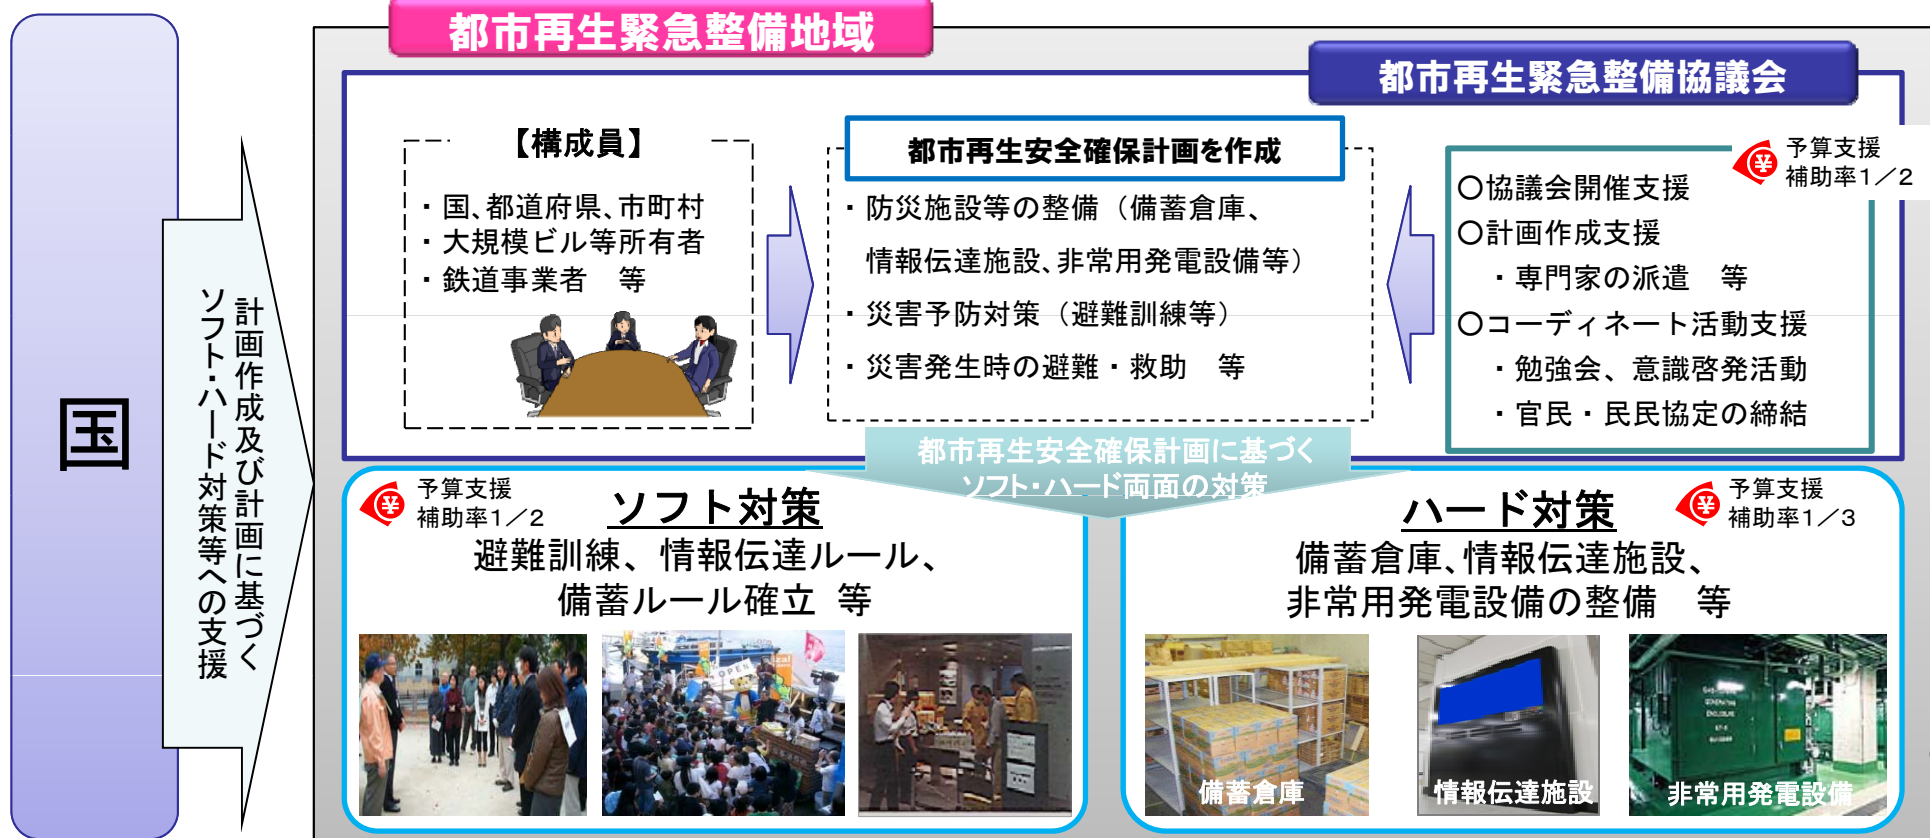 都市再生緊急整備地域
都市再生緊急整備協議会
国
計画作成及び計画に基づく
ソフト・ハード対策等への支援
【構成員】
・国、都道府県、市町村
・大規模ビル等所有者
・鉄道事業者　等
都市再生安全確保計画を作成
・防災施設等の整備（備蓄倉庫、
情報伝達施設、非常用発電設備等）
・災害予防対策（避難訓練等）
・災害発生時の避難・救助　等
予算支援
補助率1／2
○協議会開催支援
○計画作成支援
・専門家の派遣　等
○コーディネート活動支援
・勉強会、意識啓発活動
・官民・民民協定の締結
都市再生安全確保計画に基づく
ソフト・ハード両面の対策
予算支援
補助率1／2
ソフト対策
避難訓練、情報伝達ルール、
備蓄ルール確立 等
OPEN
ハード対策
予算支援
補助率1／3
備蓄倉庫、情報伝達施設、
非常用発電設備の整備　等
備蓄倉庫
情報伝達施設
GENERATOR
ENCLOSURE
非常用発電設備